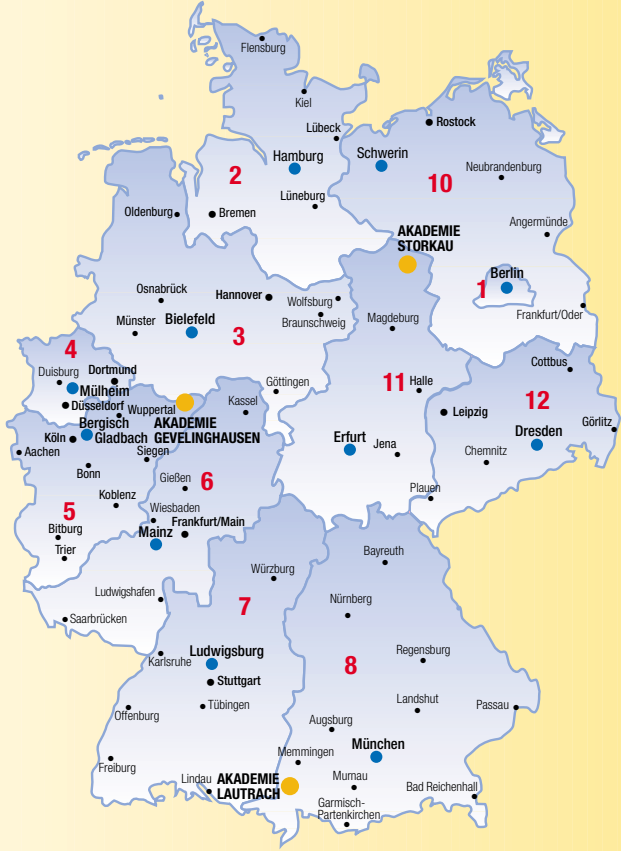 Flensburg
Kiel
Lübeck
Rostock
Hamburg
Schwerin
2
10
Neubrandenburg
Lüneburg
Oldenburg
Bremen
Angermünde
AKADEMIE
STORKAU
Berlin
1
Osnabrück
Hannover
Wolfsburg
Frankfurt/Oder
Münster
Bielefeld
Braunschweig
Magdeburg
3
4
Duisburg
Dortmund
Mülheim
Düsseldorf
Wuppertal
Göttingen
Kassel
11
Halle
Cottbus
12
Leipzig
Görlitz
Dresden
Chemnitz
Bergisch
Gladbach
AKADEMIE
GEVELINGHAUSEN
Köln
Aachen
Siegen
Erfurt
Jena
Bonn
Gießen
6
Plauen
Koblenz
5
Wiesbaden
Frankfurt/Main
Bitburg
Mainz
Trier
Bayreuth
Würzburg
Ludwigshafen
7
Nürnberg
Saarbrücken
Karlsruhe
Ludwigsburg
8
Regensburg
Stuttgart
Tübingen
Offenburg
Landshut
Passau
Augsburg
München
Memmingen
Freiburg
Lindau
AKADEMIE
LAUTRACH
Murnau
Bad Reichenhall
Garmisch-
Partenkirchen